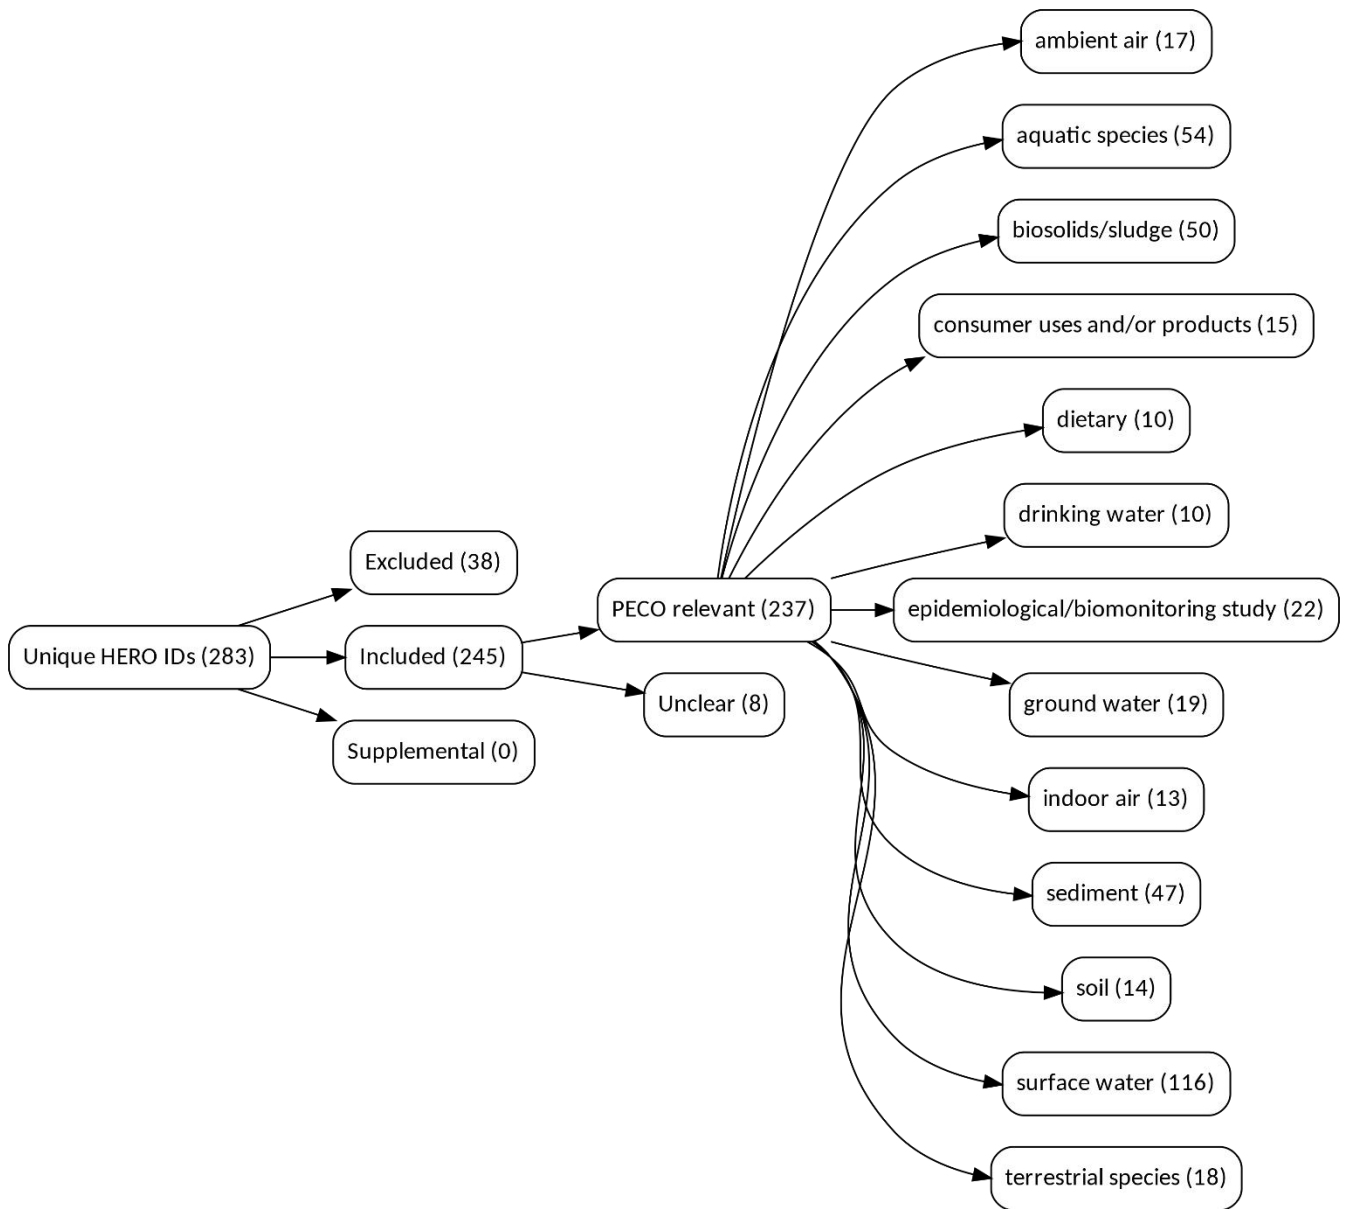 Unique HERO IDs (283)
Excluded (38)
Included (245)
Supplemental (0)
PECO relevant (237)
Unclear (8)
ambient air (17)
aquatic species (54)
biosolids/sludge (50)
consumer uses and/or products (15)
dietary (10)
drinking water (10)
epidemiological/biomonitoring study (22)
ground water (19)
indoor air (13)
sediment (47)
soil (14)
surface water (116)
terrestrial species (18)